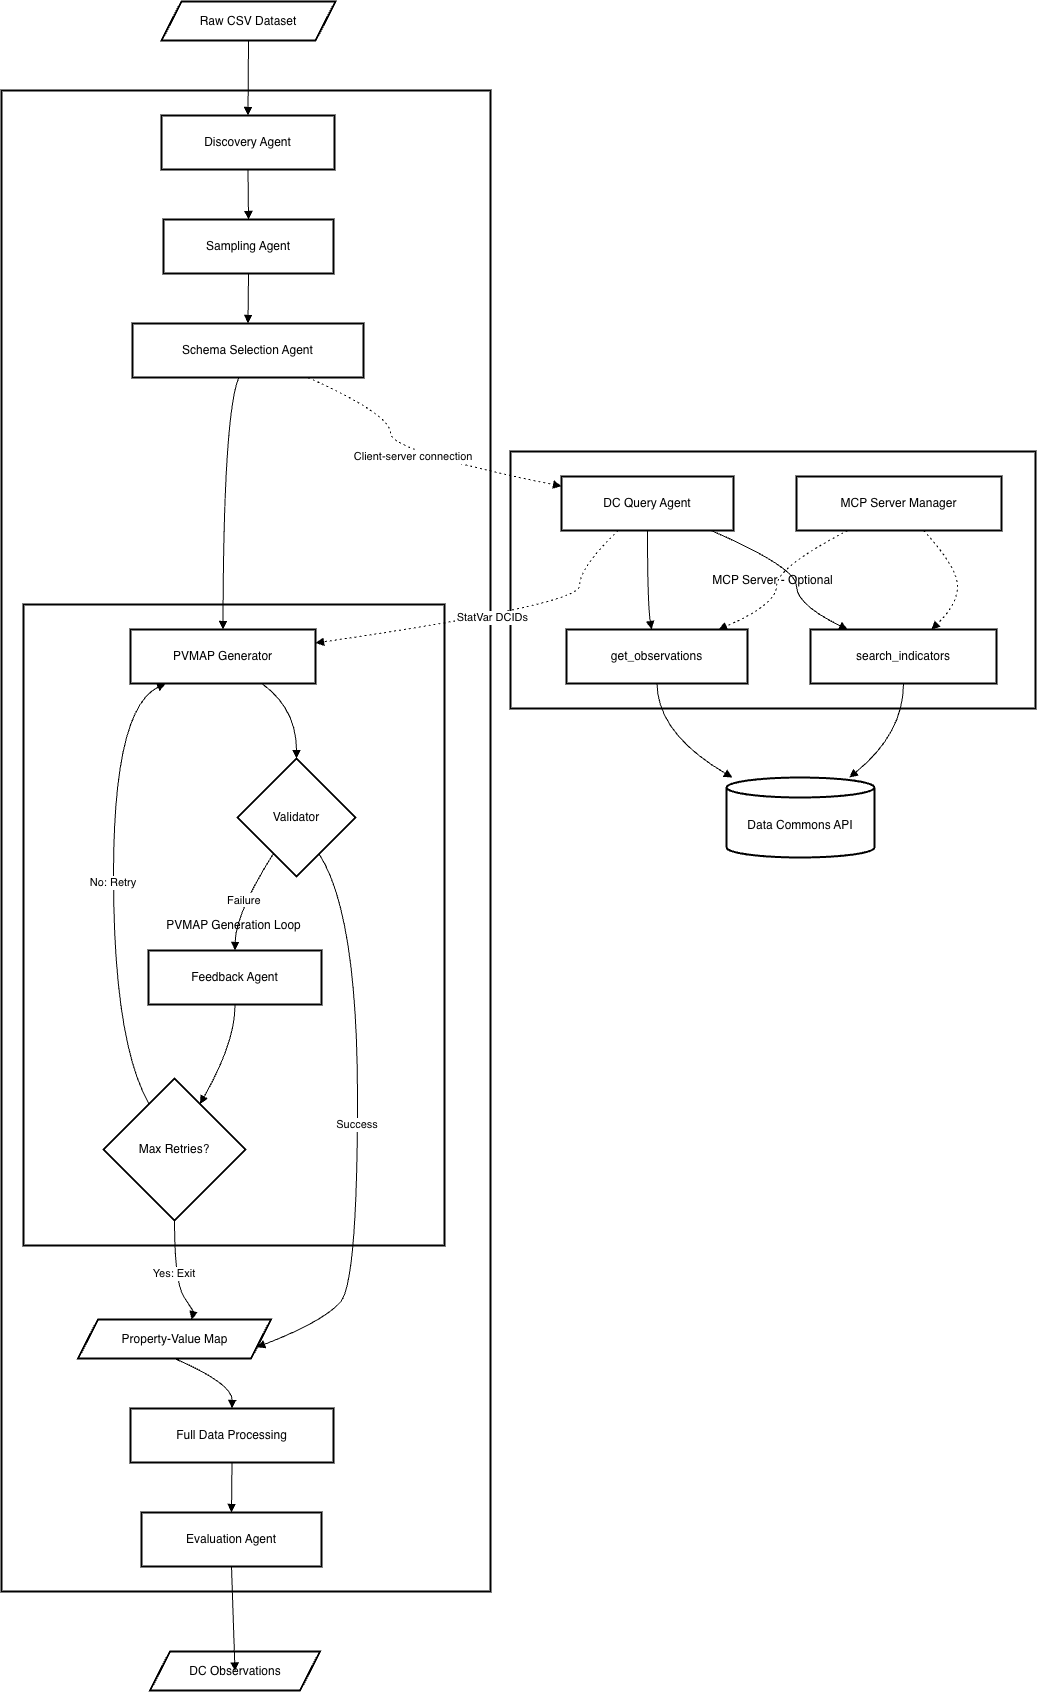 Raw CSV Dataset
Discovery Agent
Sampling Agent
Schema Selection Agent
Client-server connection
DC Query Agent
MCP Server Manager
MCP Server - Optional
StatVar DCIDs
PVMAP Generator
get_observations
search_indicators
Validator
Data Commons API
No: Retry
Failure
PVMAP Generation Loop
Feedback Agent
Success
Max Retries?
Yes: Exit
Property-Value Map
Full Data Processing
Evaluation Agent
DC Observations